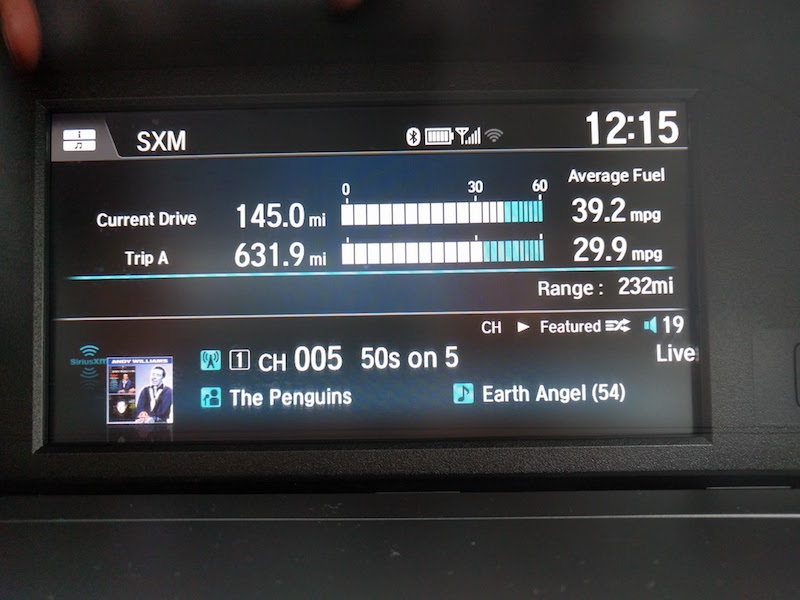 SXM 12:15
0 30 60 Average Fuel
Current Drive 145.0 mi 39.2 mpg
Trip A 631.9 mi 29.9 mpg
Range : 232mi
CH ▶ Featured 19
SiriusXM 1 CH 005 50s on 5 Live
ANDY WILLIAMS
The Penguins Earth Angel (54)